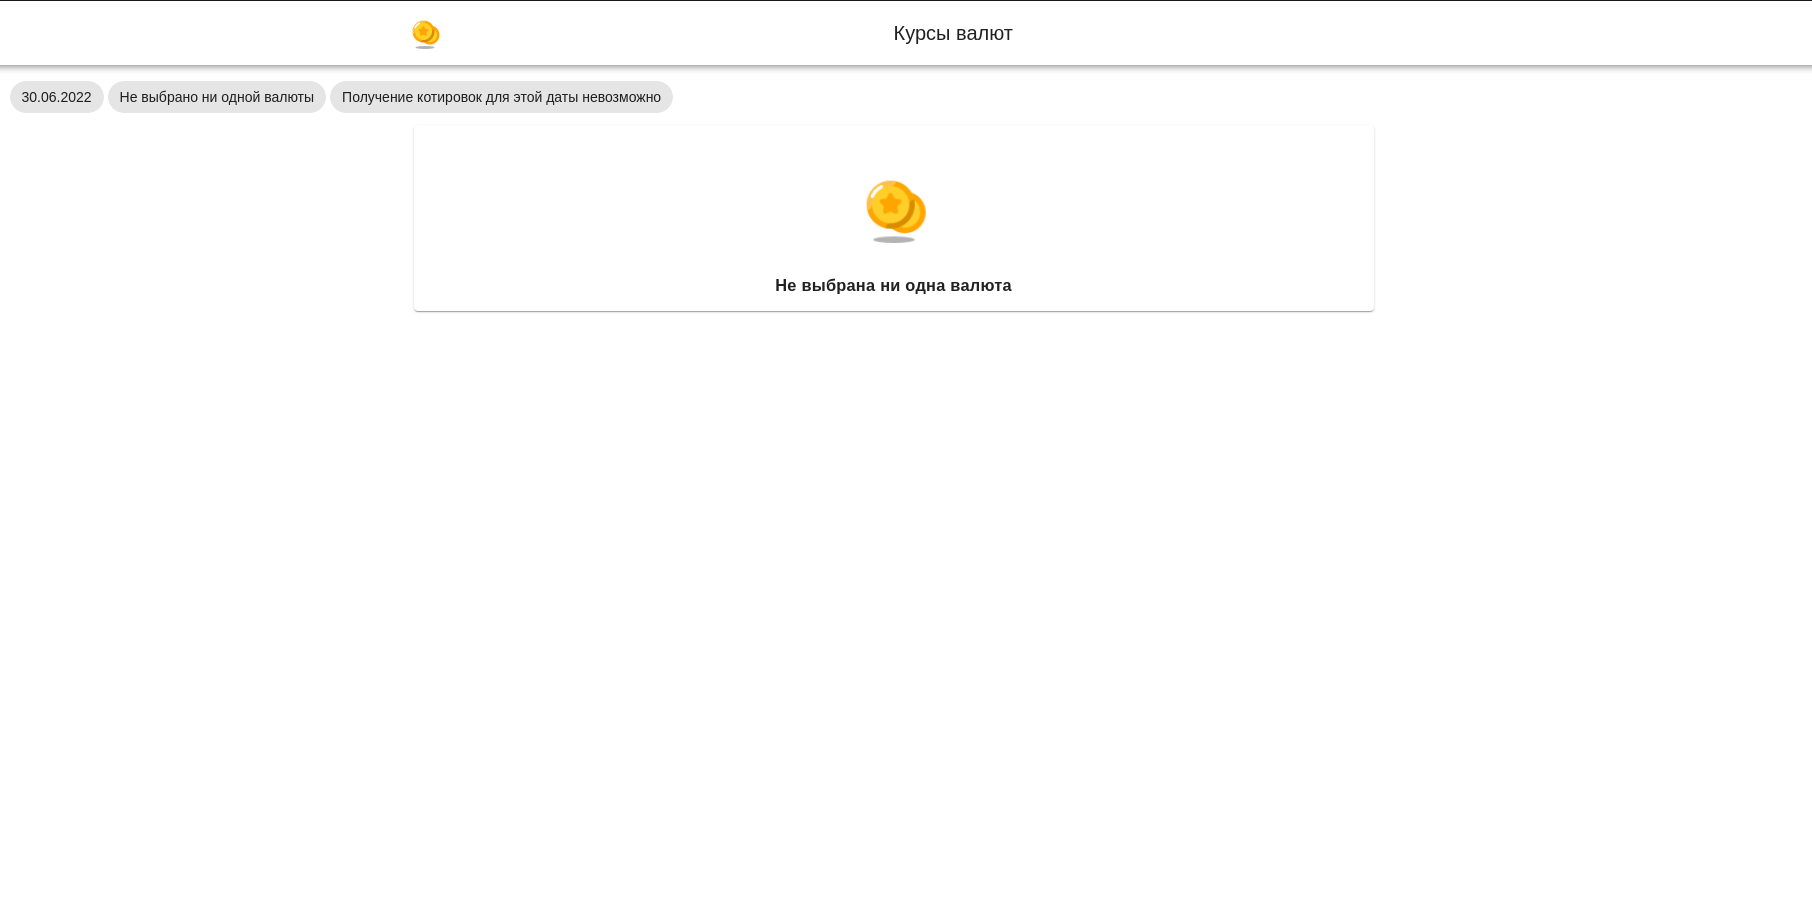 Курсы валют
30.06.2022 Не выбрано ни одной валюты Получение котировок для этой даты невозможно
Не выбрана ни одна валюта